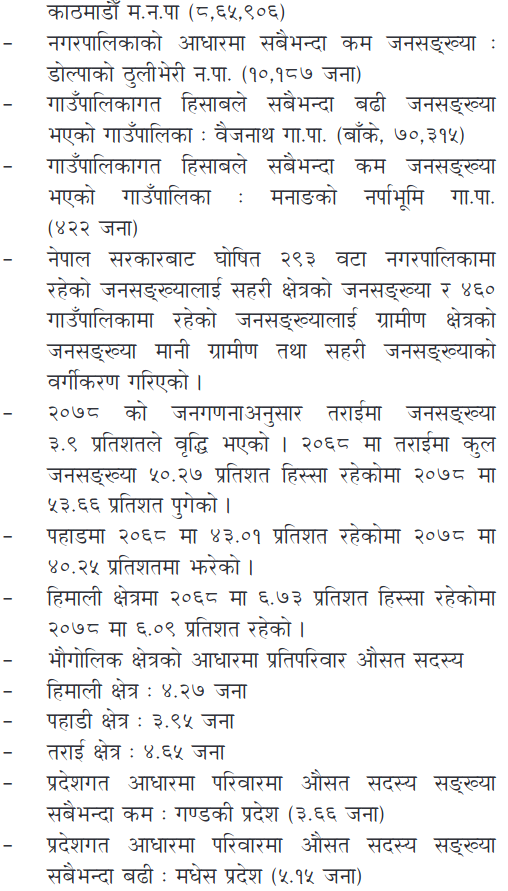 काठमाडौँ म.न.पा (८,६५,९०६)
– नगरपालिकाको आधारमा सबैभन्दा कम जनसङ्ख्या :
डोल्पाको ठुलीभेरी न.पा. (१०,१८७ जना)
– गाउँपालिकागत हिसाबले सबैभन्दा बढी जनसङ्ख्या
भएको गाउँपालिका : वैजनाथ गा.पा. (बाँके, ७०,३१५)
– गाउँपालिकागत हिसाबले सबैभन्दा कम जनसङ्ख्या
भएको गाउँपालिका : मनाङको नर्पाभूमि गा.पा.
(४२२ जना)
– नेपाल सरकारबाट घोषित २९३ वटा नगरपालिकामा
रहेको जनसङ्ख्यालाई सहरी क्षेत्रको जनसङ्ख्या र ४६०
गाउँपालिकामा रहेको जनसङ्ख्यालाई ग्रामीण क्षेत्रको
जनसङ्ख्या मानी ग्रामीण तथा सहरी जनसङ्ख्याको
वर्गीकरण गरिएको ।
– २०७८ को जनगणनाअनुसार तराईमा जनसङ्ख्या
३.९ प्रतिशतले वृद्धि भएको । २०६८ मा तराईमा कुल
जनसङ्ख्या ५०.२७ प्रतिशत हिस्सा रहेकोमा २०७८ मा
५३.६६ प्रतिशत पुगेको ।
– पहाडमा २०६८ मा ४३.०१ प्रतिशत रहेकोमा २०७८ मा
४०.२५ प्रतिशतमा झरेको ।
– हिमाली क्षेत्रमा २०६८ मा ६.७३ प्रतिशत हिस्सा रहेकोमा
२०७८ मा ६.०९ प्रतिशत रहेको ।
– भौगोलिक क्षेत्रको आधारमा प्रतिपरिवार औसत सदस्य
– हिमाली क्षेत्र : ४.२७ जना
– पहाडी क्षेत्र : ३.९५ जना
– तराई क्षेत्र : ४.६५ जना
– प्रदेशगत आधारमा परिवारमा औसत सदस्य सङ्ख्या
सबैभन्दा कम : गण्डकी प्रदेश (३.६६ जना)
– प्रदेशगत आधारमा परिवारमा औसत सदस्य सङ्ख्या
सबैभन्दा बढी : मधेस प्रदेश (५.१५ जना)